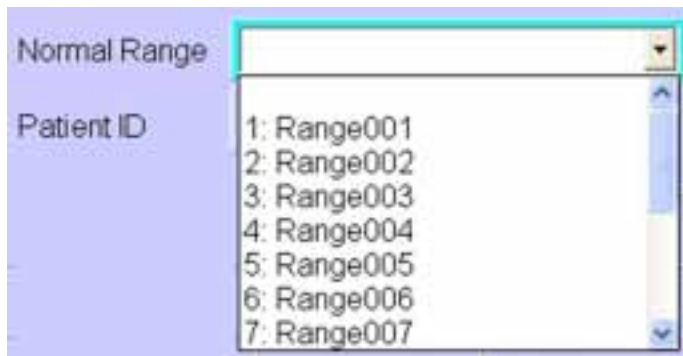 Normal Range
Patient ID
1: Range001
2: Range002
3: Range003
4: Range004
5: Range005
6: Range006
7: Range007